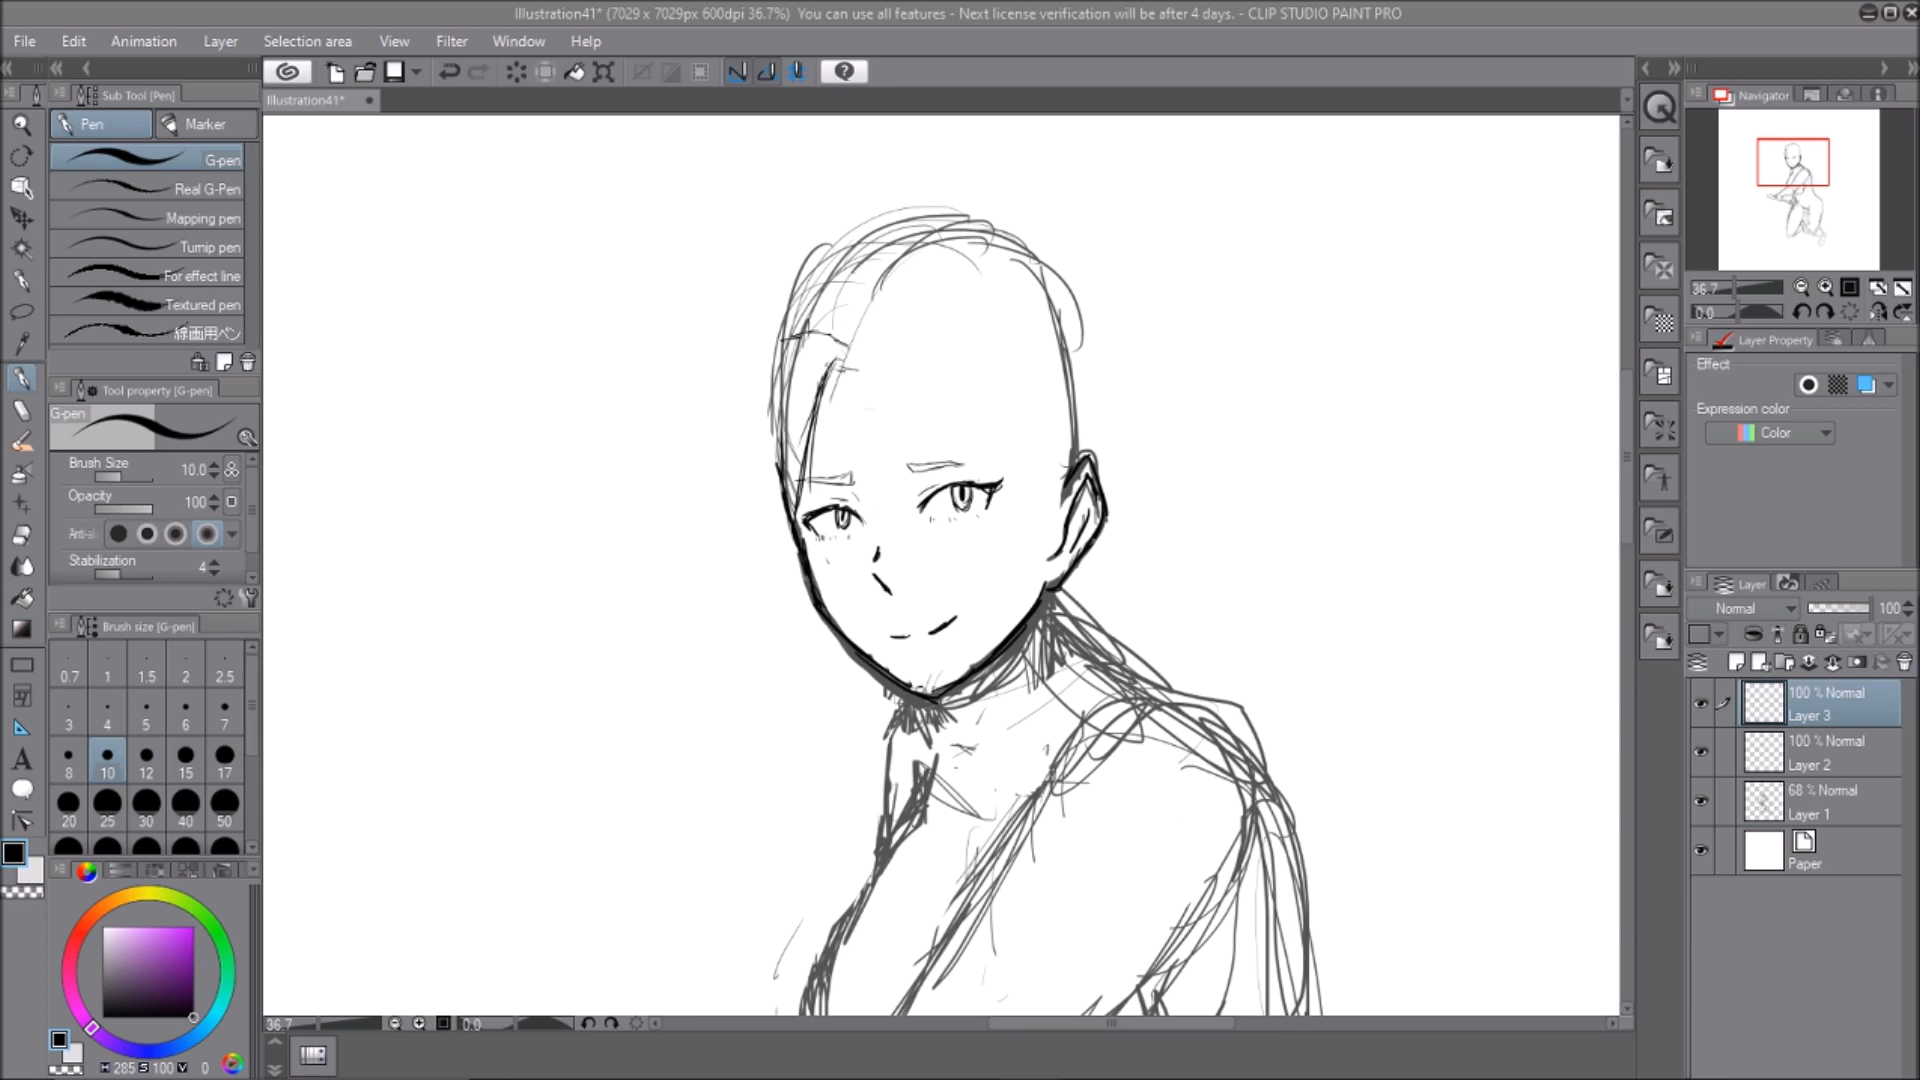 Illustration41* (7029 x 7029px 600dpi 36.7%)  You can use all features - Next license verification will be after 4 days. - CLIP STUDIO PAINT PRO
File Edit Animation Layer Selection area View Filter Window Help
Sub Tool [Pen]
Illustration41*
Navigator
Pen Marker
G-pen
Real G-Pen
Mapping pen
Turnip pen
For effect line
Textured pen
線画用ペン
Tool property [G-pen]
G-pen
Brush Size 10.0
Opacity 100
Anti-al
Stabilization 4
Brush size [G-pen]
0.7 1 1.5 2 2.5
3 4 5 6 7
8 10 12 15 17
20 25 30 40 50
H 285 S 100 V 0
36.7 0.0
36.7
0.0
Layer Property
Effect
Expression color
Color
Layer
Normal 100
100 % Normal
Layer 3
100 % Normal
Layer 2
68 % Normal
Layer 1
Paper